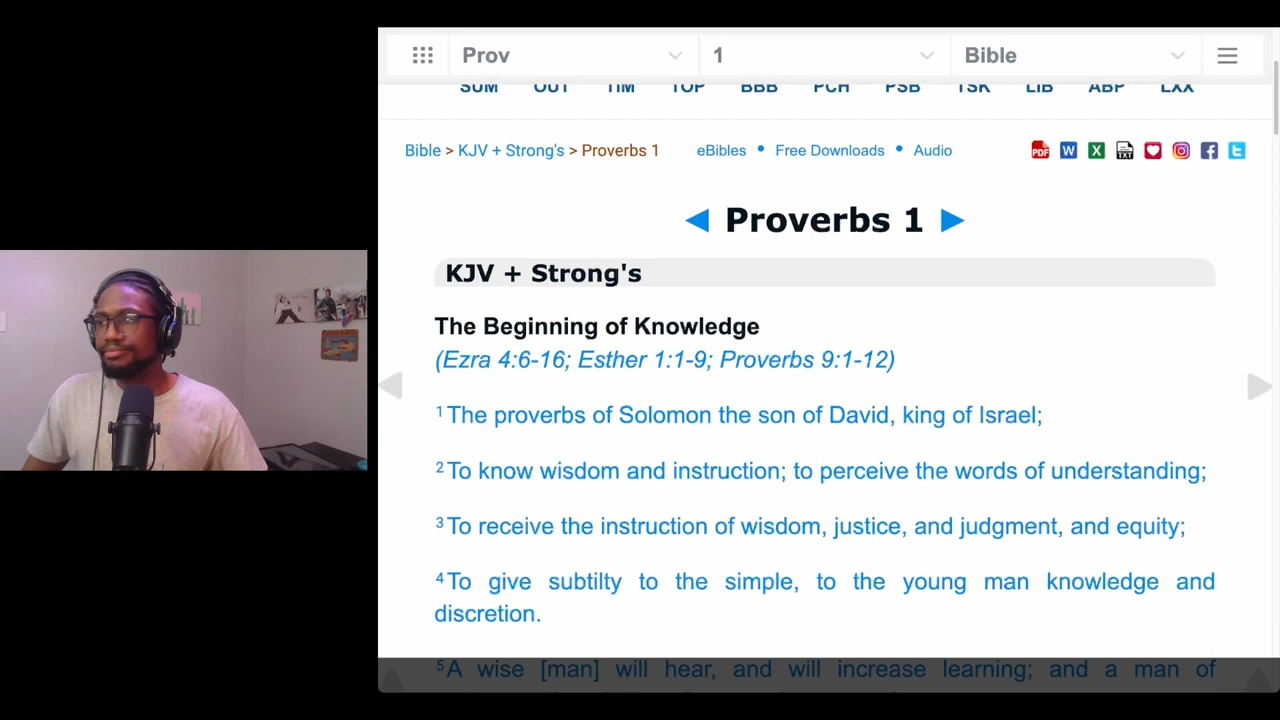 Prov 1 Bible
SUM OUT TIM TOP BBB PCH PSB TSK LIB ABP LXX
Bible > KJV + Strong's > Proverbs 1 eBibles • Free Downloads • Audio
PDF W X TXT
◀ Proverbs 1 ▶
KJV + Strong's
The Beginning of Knowledge
(Ezra 4:6-16; Esther 1:1-9; Proverbs 9:1-12)
1 The proverbs of Solomon the son of David, king of Israel;
2 To know wisdom and instruction; to perceive the words of understanding;
3 To receive the instruction of wisdom, justice, and judgment, and equity;
4 To give subtilty to the simple, to the young man knowledge and
discretion.
5 A wise [man] will hear, and will increase learning; and a man of